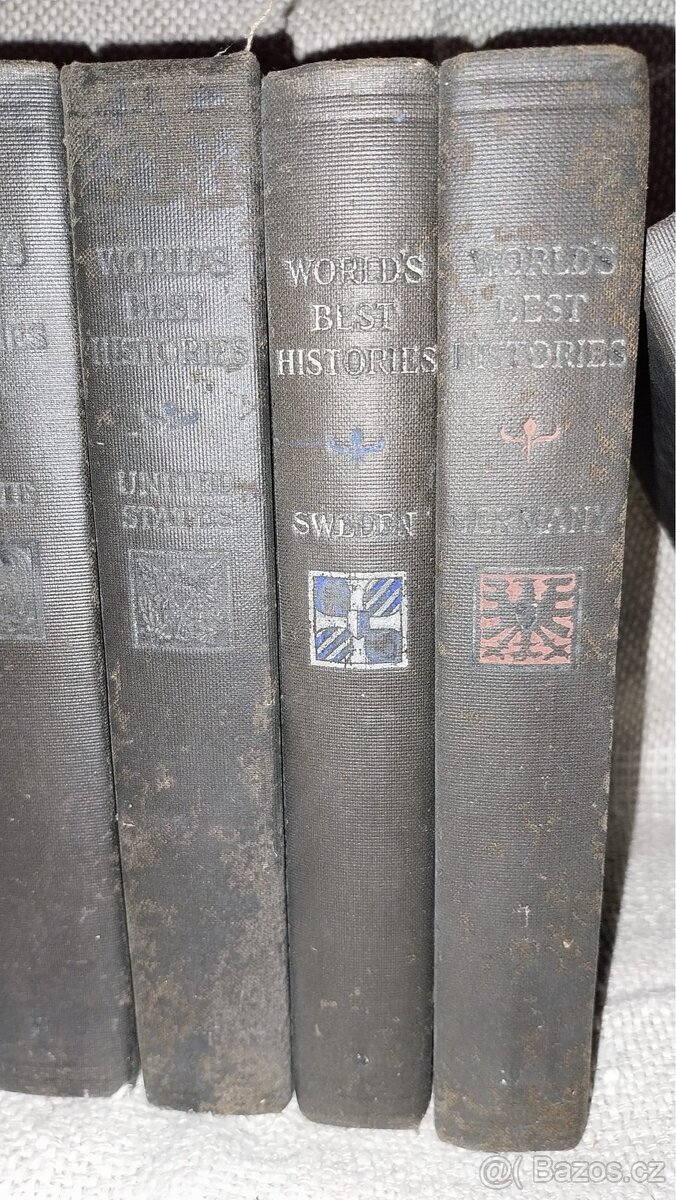 WORLD'S
BEST
HISTORIES
UNITED
STATES
WORLD'S
BEST
HISTORIES
SWEDEN
WORLD'S
BEST
HISTORIES
GERMANY
@( Bazos.cz